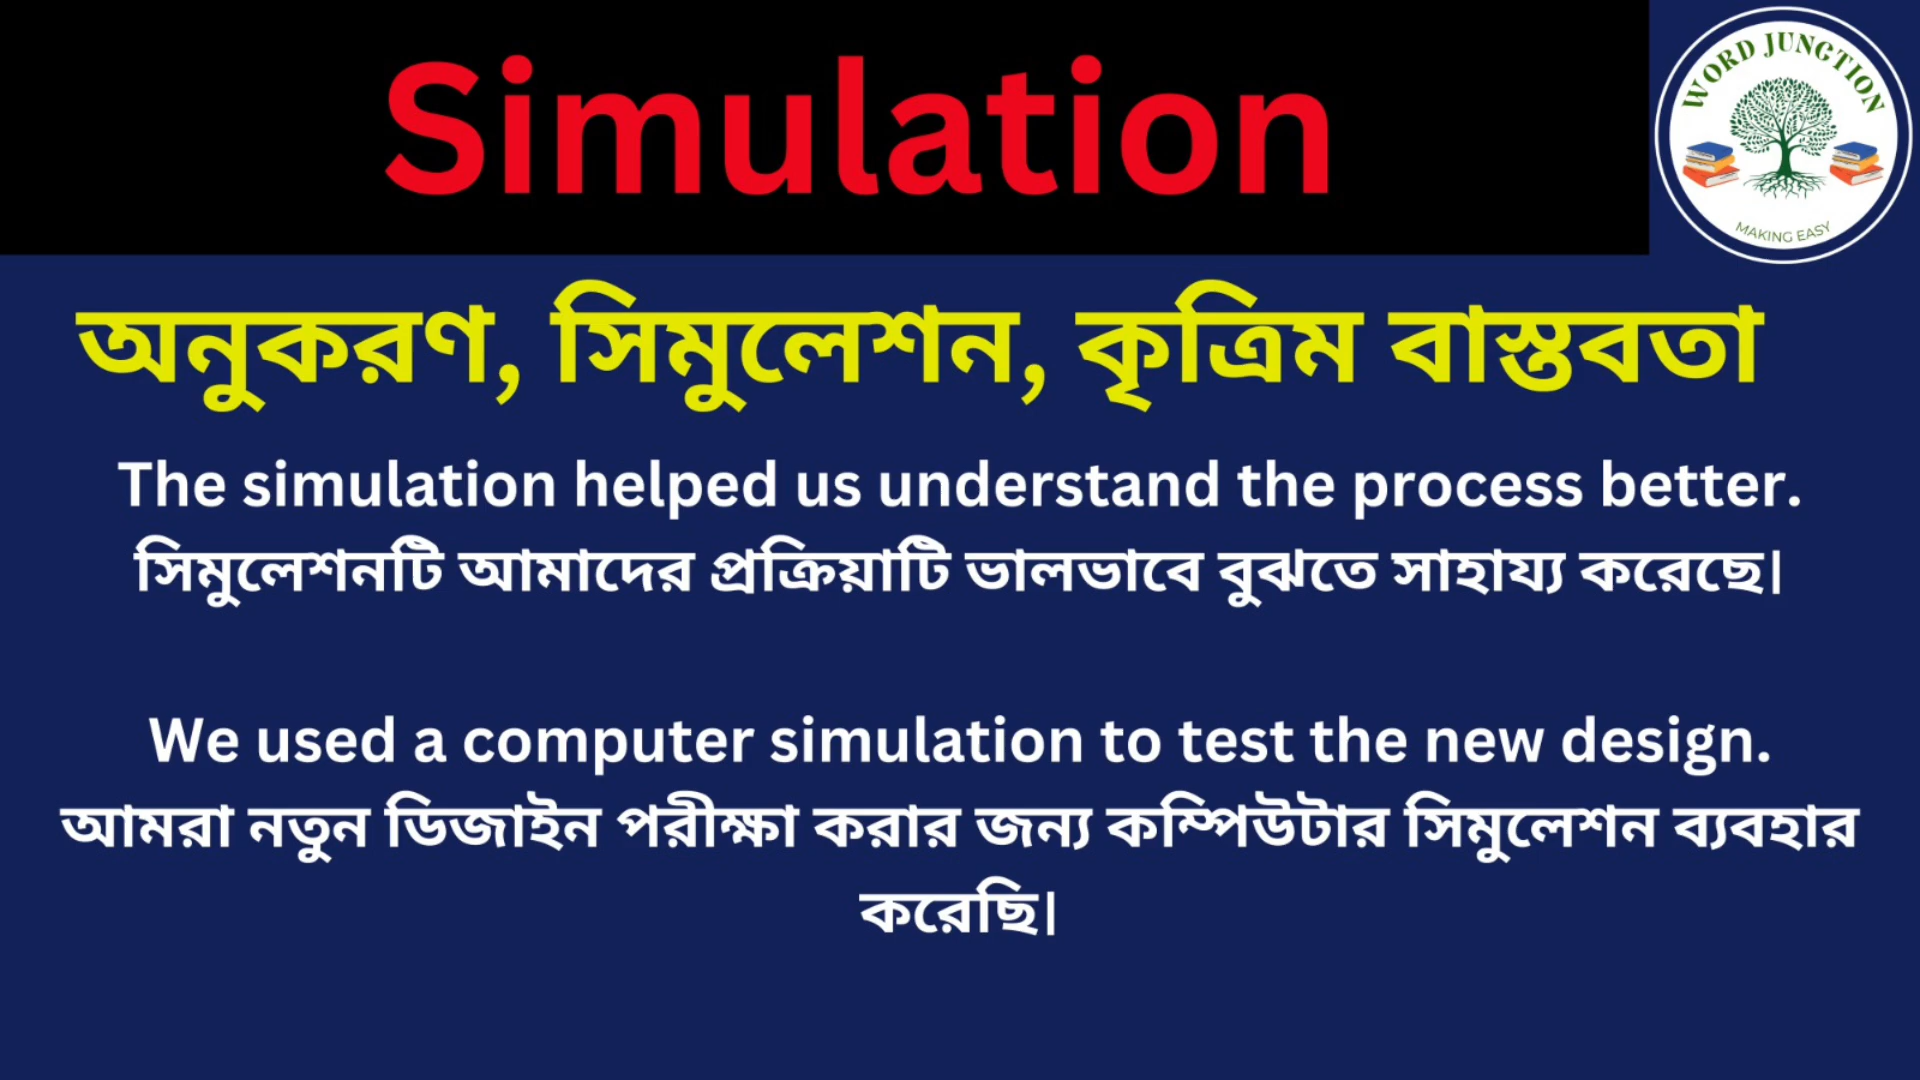 Simulation
WORD JUNCTION
MAKING EASY
অনুকরণ, সিমুলেশন, কৃত্রিম বাস্তবতা
The simulation helped us understand the process better.
সিমুলেশনটি আমাদের প্রক্রিয়াটি ভালভাবে বুঝতে সাহায্য করেছে।
We used a computer simulation to test the new design.
আমরা নতুন ডিজাইন পরীক্ষা করার জন্য কম্পিউটার সিমুলেশন ব্যবহার
করেছি।